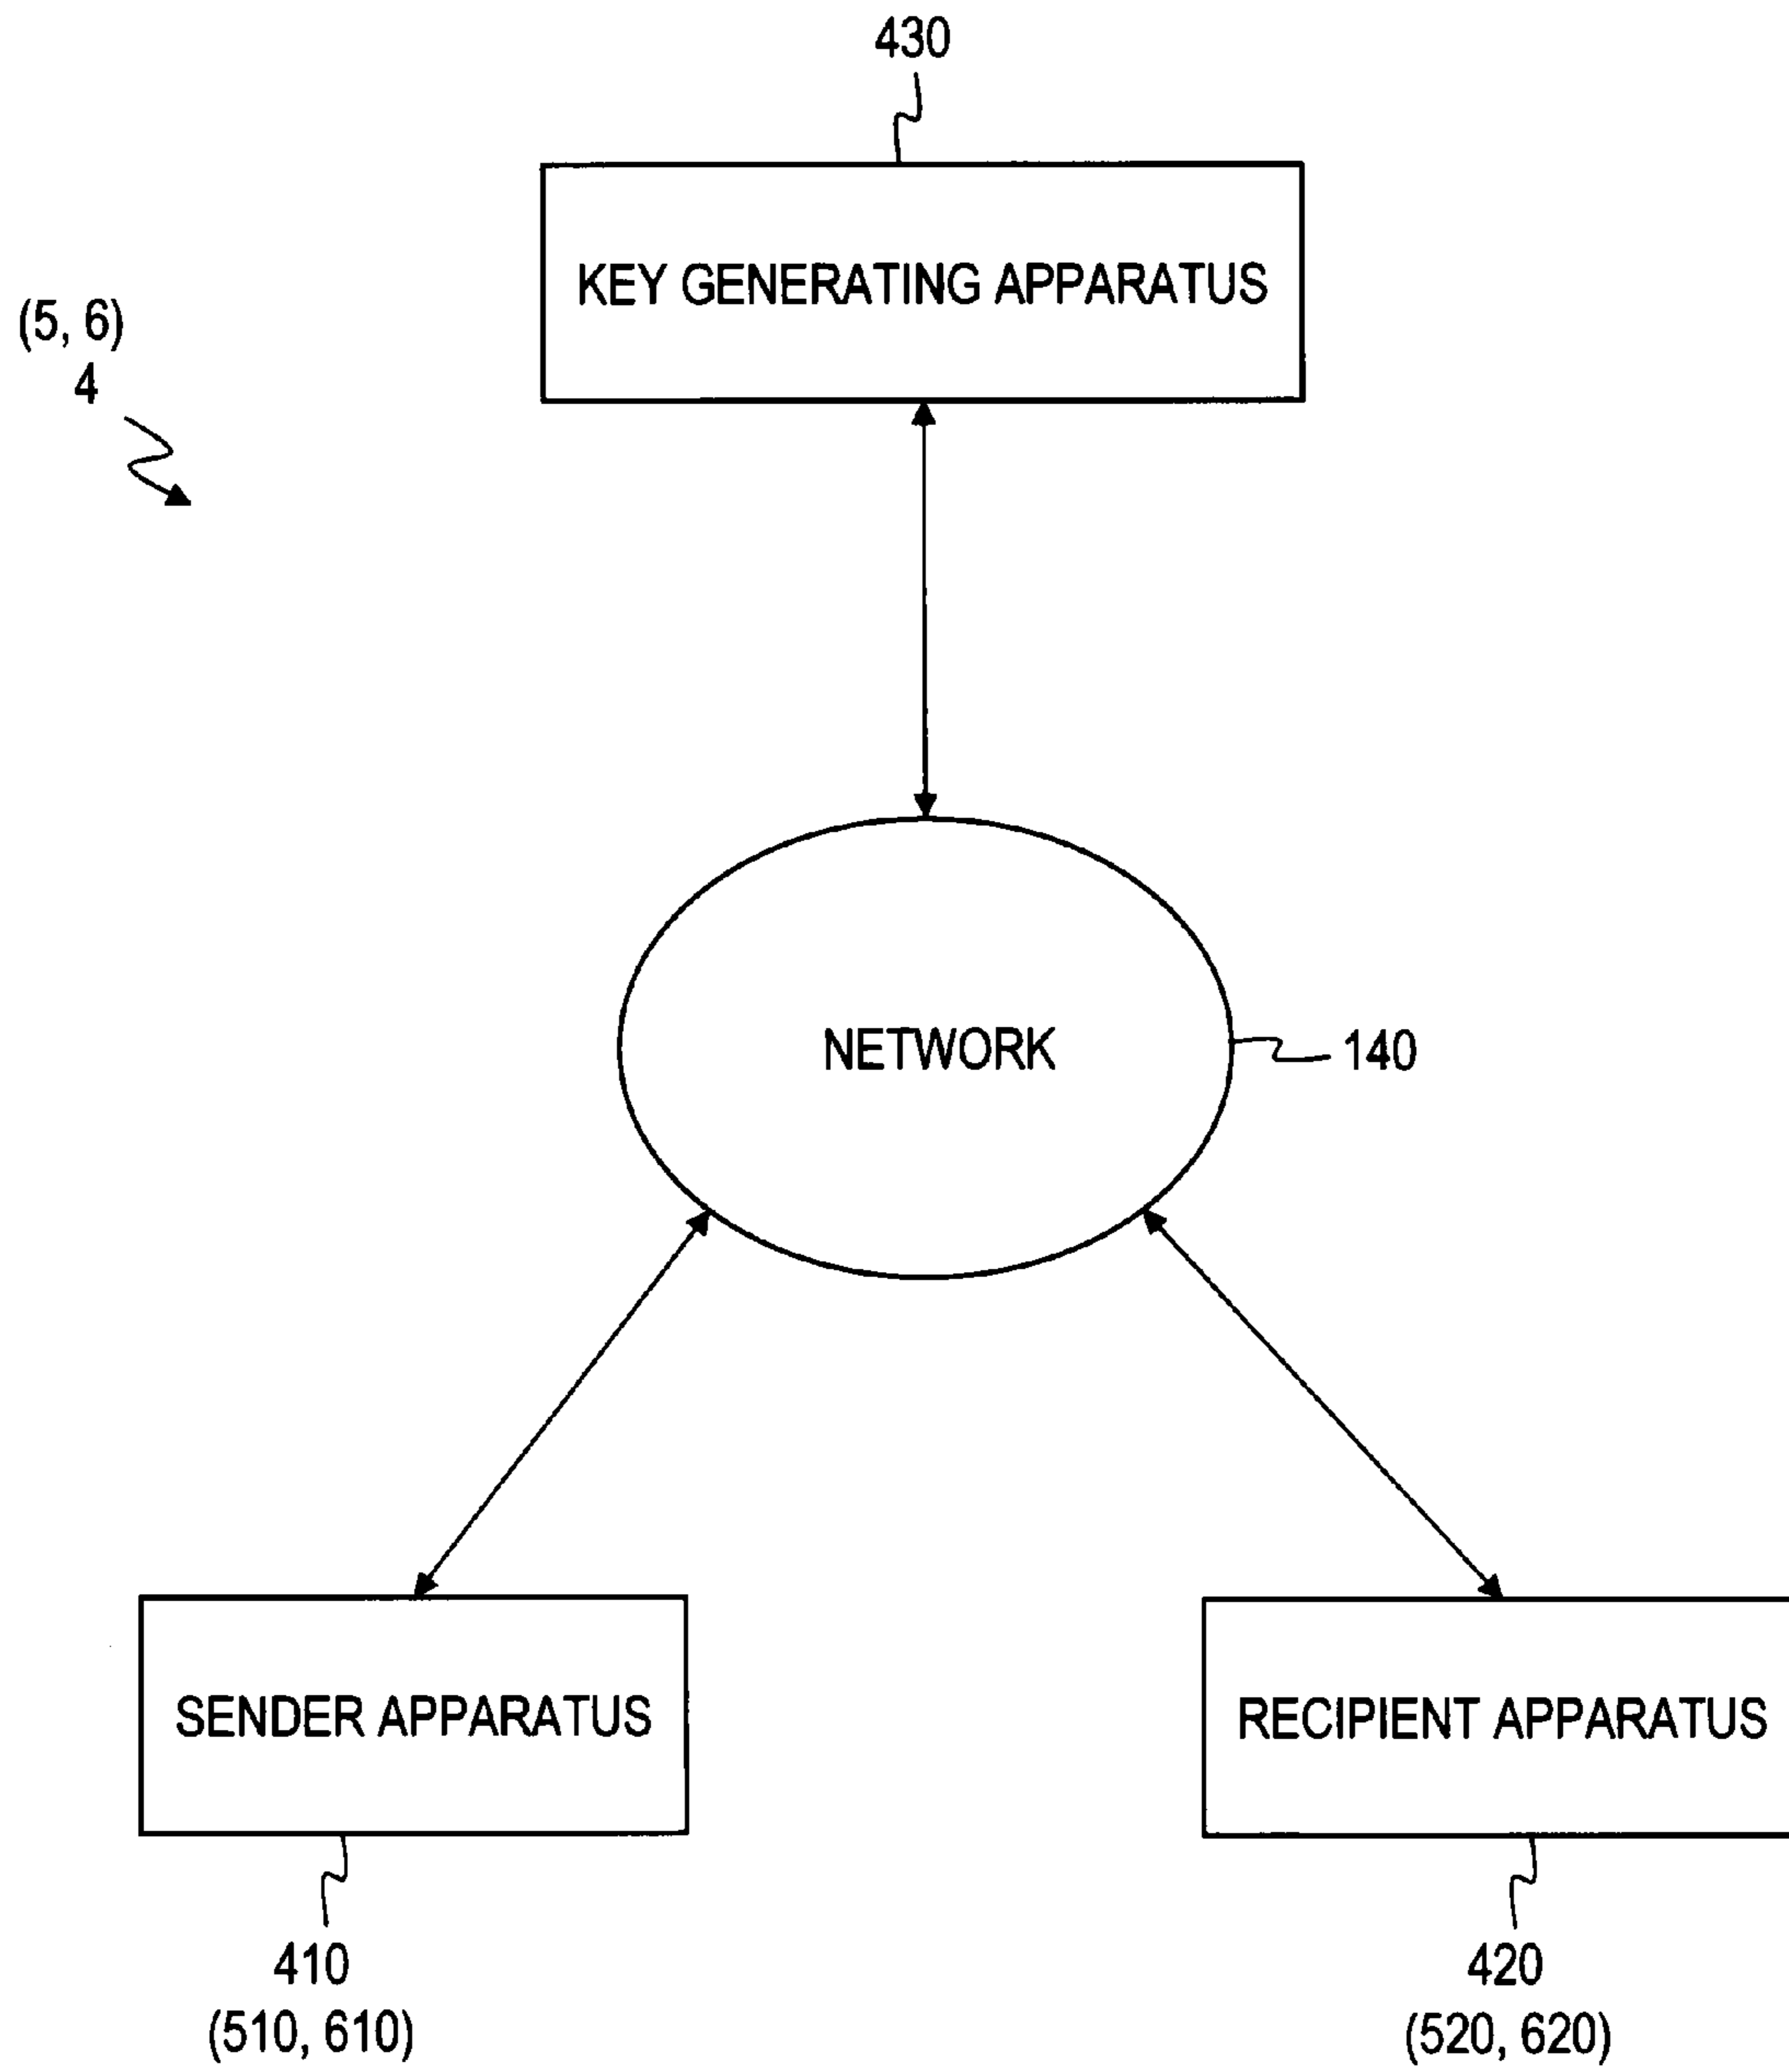 430
KEY GENERATING APPARATUS
(5, 6)
4
NETWORK
140
SENDER APPARATUS
RECIPIENT APPARATUS
410
(510, 610)
420
(520, 620)